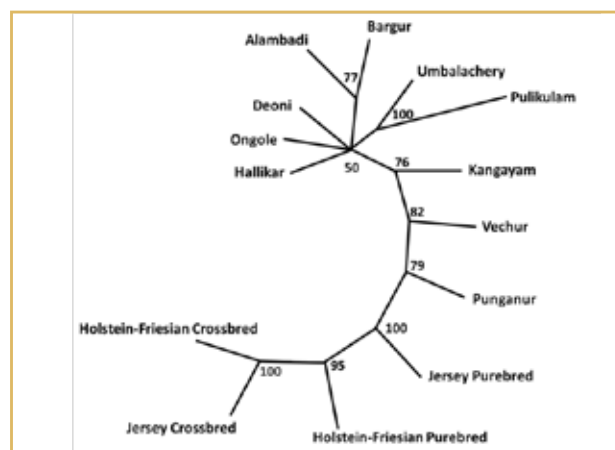 Bargur
Alambadi
Umbalachery
77
Pulikulam
Deoni
100
Ongole
Hallikar
50
76
Kangayam
82
Vechur
79
Punganur
Holstein-Friesian Crossbred
100
100
95
Jersey Purebred
Jersey Crossbred
Holstein-Friesian Purebred